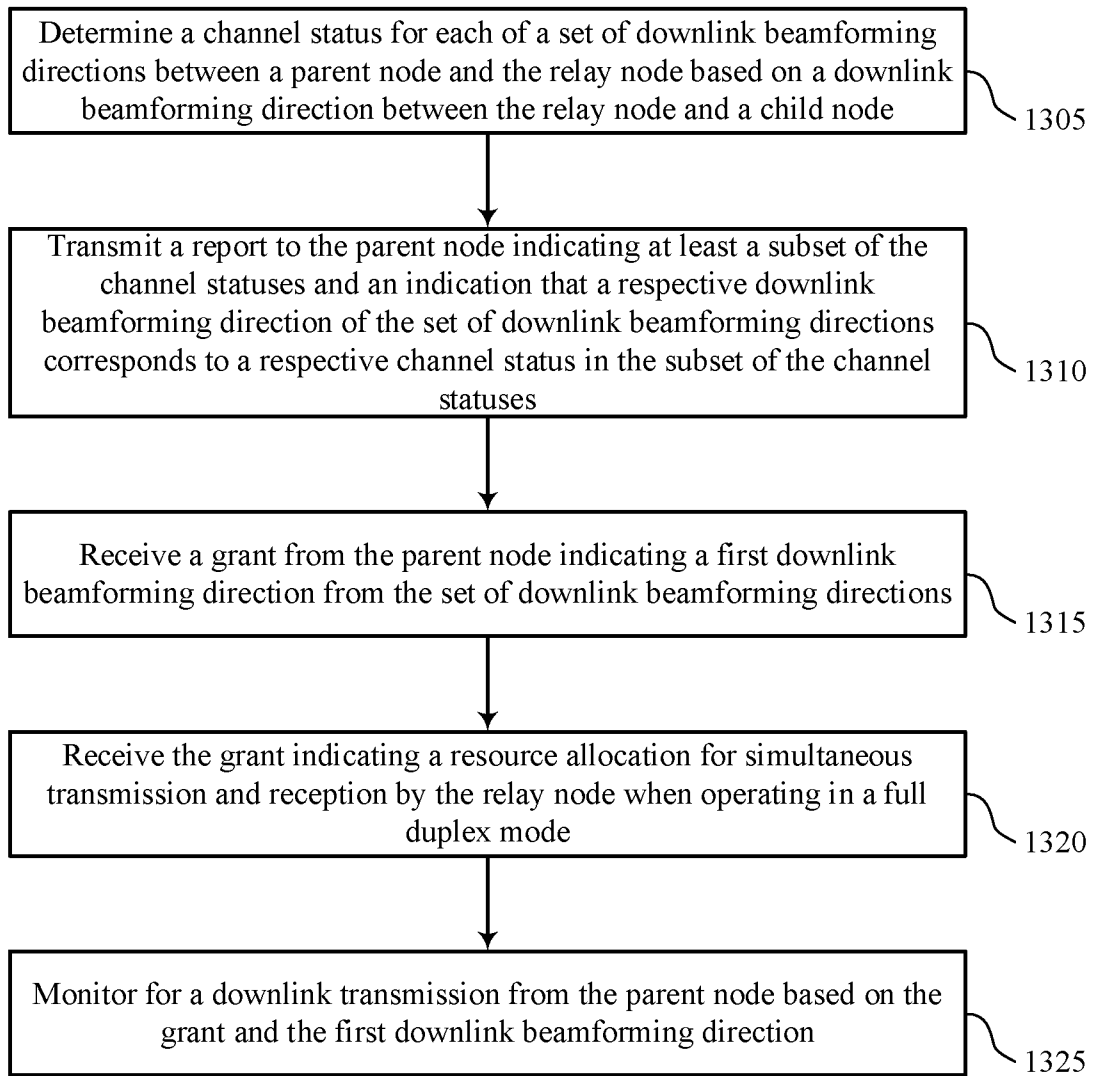 Determine a channel status for each of a set of downlink beamforming
directions between a parent node and the relay node based on a downlink
beamforming direction between the relay node and a child node
1305
Transmit a report to the parent node indicating at least a subset of the
channel statuses and an indication that a respective downlink
beamforming direction of the set of downlink beamforming directions
corresponds to a respective channel status in the subset of the channel
statuses
1310
Receive a grant from the parent node indicating a first downlink
beamforming direction from the set of downlink beamforming directions
1315
Receive the grant indicating a resource allocation for simultaneous
transmission and reception by the relay node when operating in a full
duplex mode
1320
Monitor for a downlink transmission from the parent node based on the
grant and the first downlink beamforming direction
1325